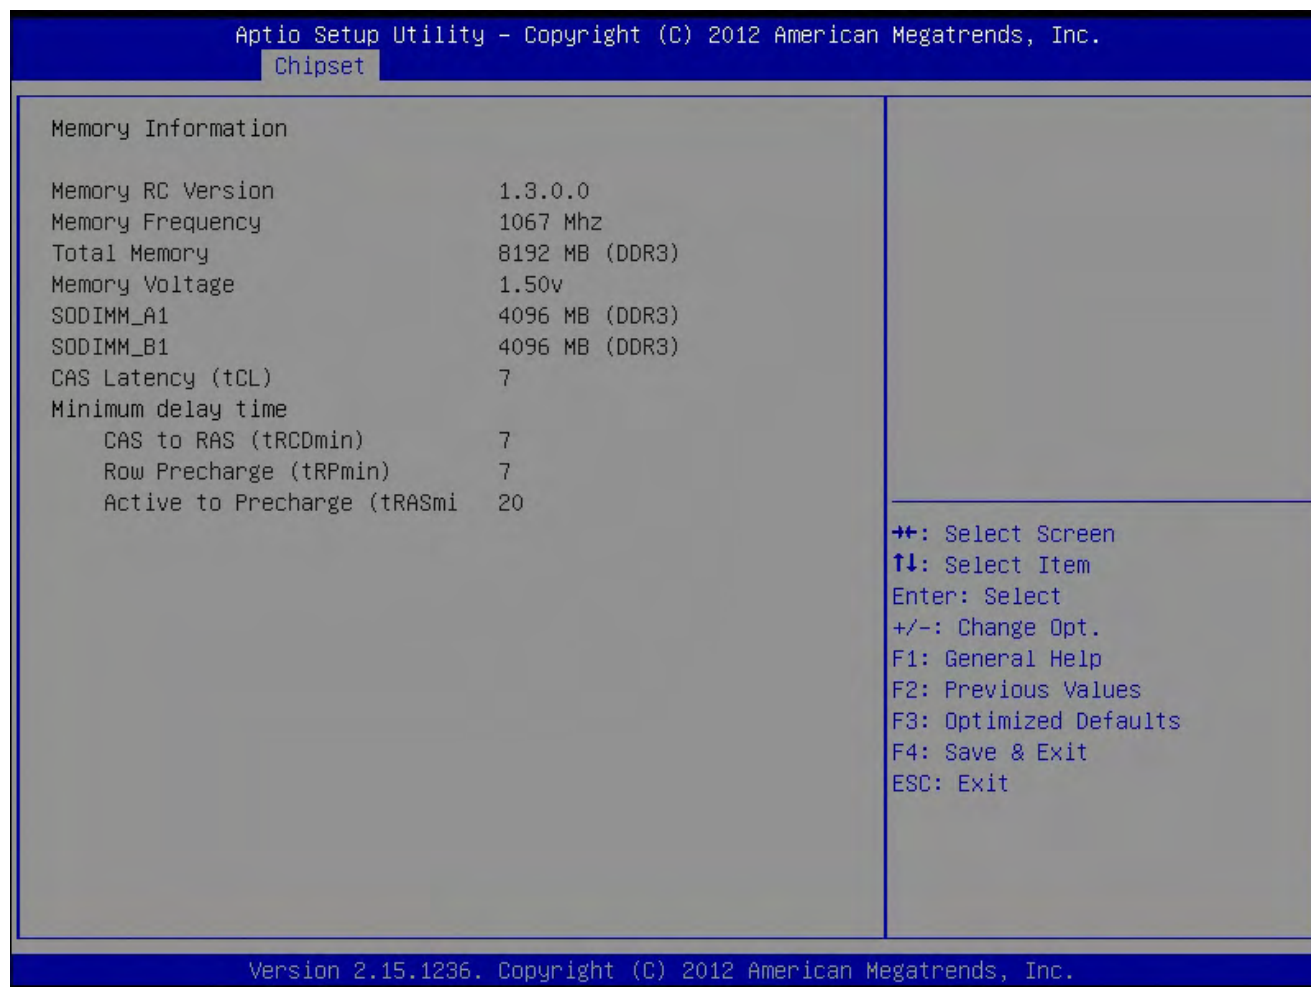 Aptio Setup Utility – Copyright (C) 2012 American Megatrends, Inc.
Chipset
Memory Information
Memory RC Version 1.3.0.0
Memory Frequency 1067 Mhz
Total Memory 8192 MB (DDR3)
Memory Voltage 1.50v
SODIMM_A1 4096 MB (DDR3)
SODIMM_B1 4096 MB (DDR3)
CAS Latency (tCL) 7
Minimum delay time
CAS to RAS (tRCDmin) 7
Row Precharge (tRPmin) 7
Active to Precharge (tRASmi 20
→←: Select Screen
↑↓: Select Item
Enter: Select
+/-: Change Opt.
F1: General Help
F2: Previous Values
F3: Optimized Defaults
F4: Save & Exit
ESC: Exit
Version 2.15.1236. Copyright (C) 2012 American Megatrends, Inc.